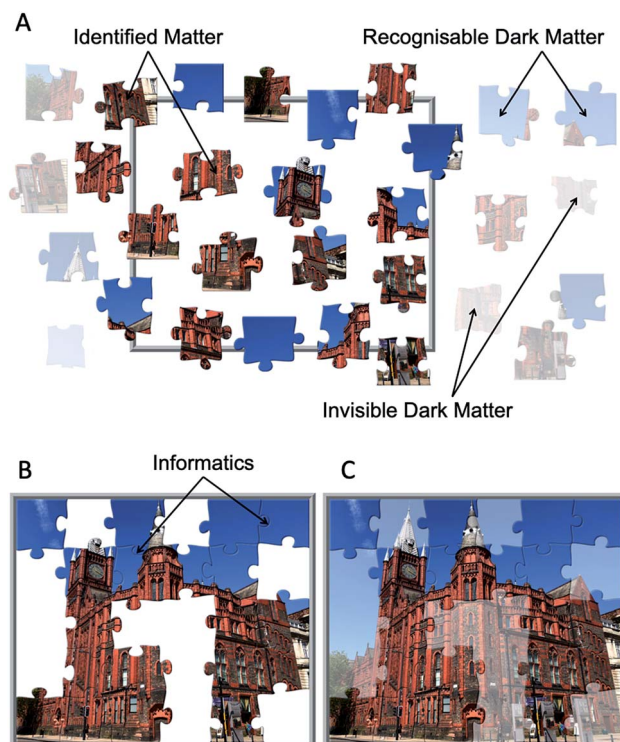 A
Identified Matter
Recognisable Dark Matter
Invisible Dark Matter
B
Informatics
C